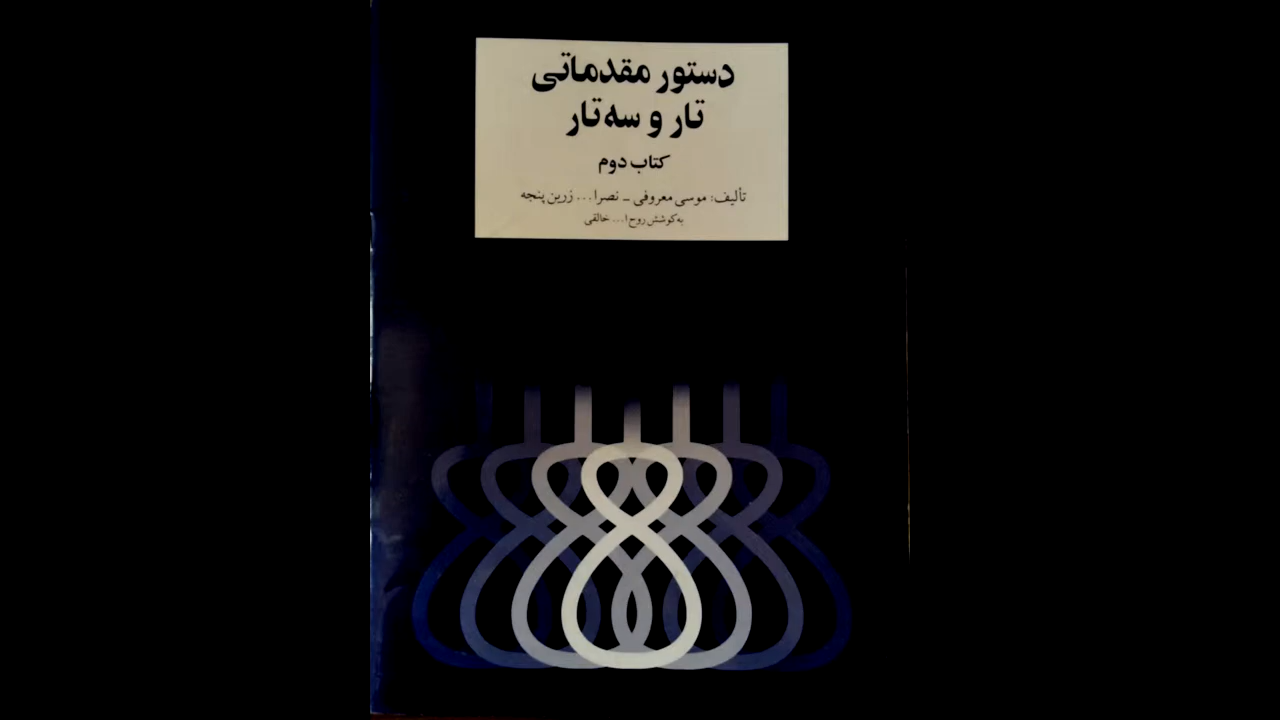 دستور مقدماتی
تار و سه‌تار
کتاب دوم
تألیف: موسی معروفی ـ نصرا... زرین پنجه
به‌کوشش روح ا... خالقی